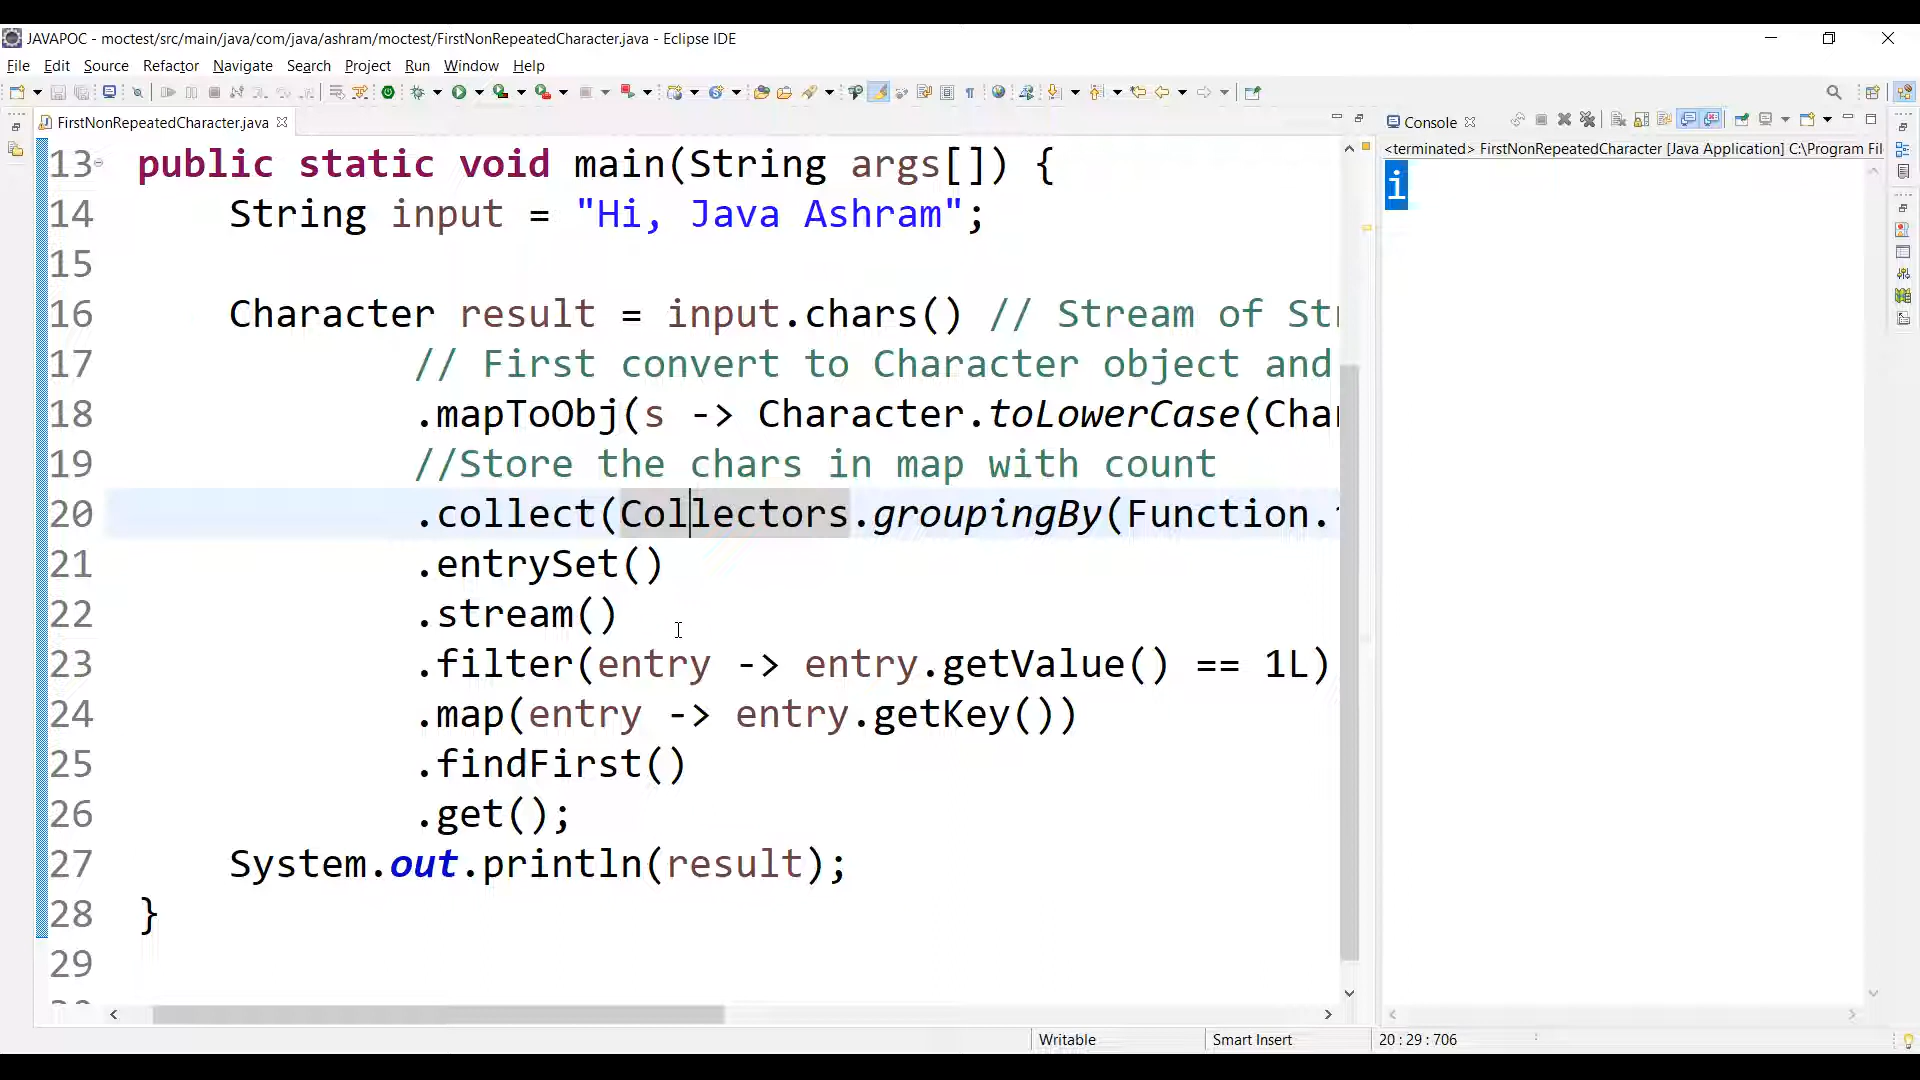 JAVAPOC - moctest/src/main/java/com/java/ashram/moctest/FirstNonRepeatedCharacter.java - Eclipse IDE
File Edit Source Refactor Navigate Search Project Run Window Help
FirstNonRepeatedCharacter.java
Console
<terminated> FirstNonRepeatedCharacter [Java Application] C:\Program Fil
i
13 public static void main(String args[]) {
14 String input = "Hi, Java Ashram";
15
16 Character result = input.chars() // Stream of Str
17 // First convert to Character object and
18 .mapToObj(s -> Character.toLowerCase(Char
19 //Store the chars in map with count
20 .collect(Collectors.groupingBy(Function.
21 .entrySet()
22 .stream()
23 .filter(entry -> entry.getValue() == 1L)
24 .map(entry -> entry.getKey())
25 .findFirst()
26 .get();
27 System.out.println(result);
28 }
29
Writable Smart Insert 20 : 29 : 706